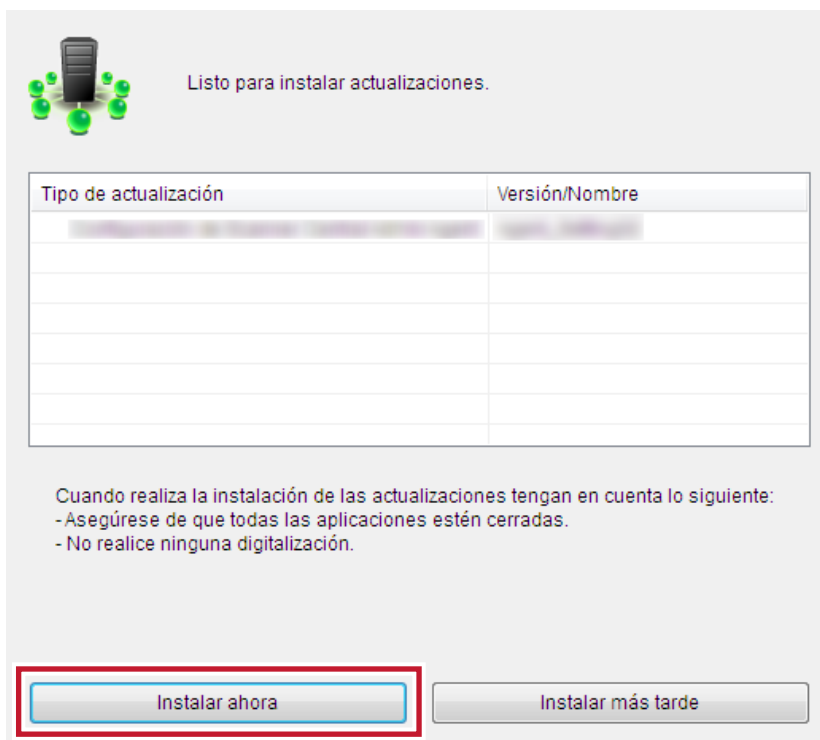 Listo para instalar actualizaciones.
Tipo de actualización Versión/Nombre
Cuando realiza la instalación de las actualizaciones tengan en cuenta lo siguiente:
- Asegúrese de que todas las aplicaciones estén cerradas.
- No realice ninguna digitalización.
Instalar ahora Instalar más tarde